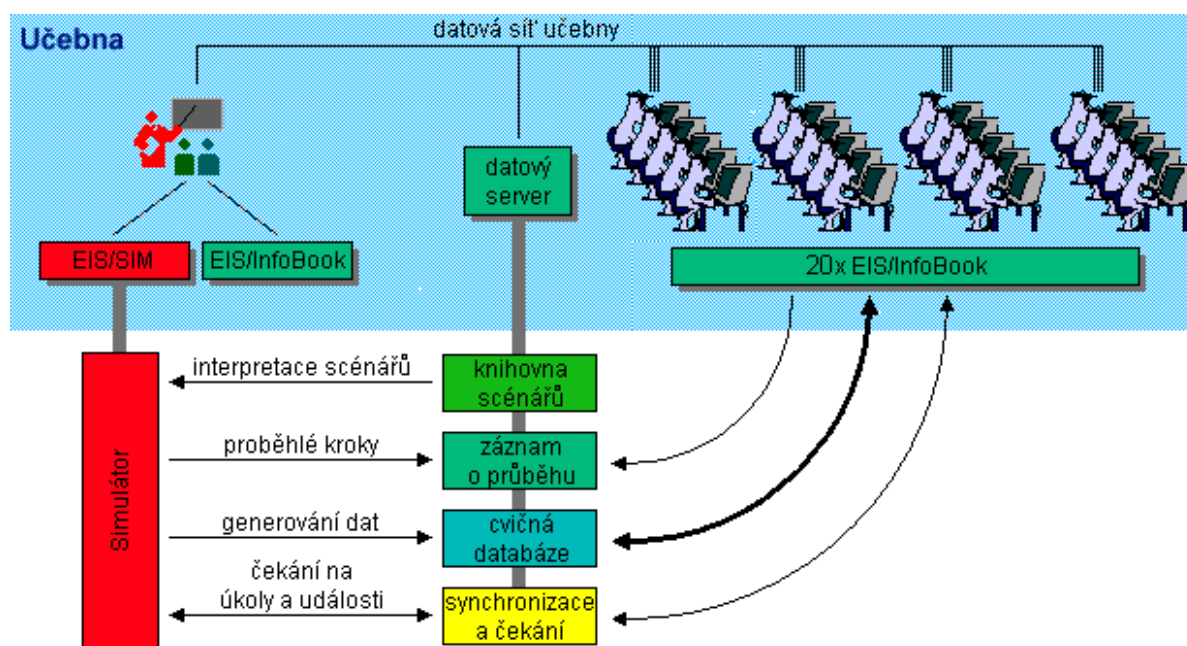 Učebna
datová síť učebny
datový
server
EIS/SIM
EIS/InfoBook
20x EIS/InfoBook
interpretace scénářů
knihovna
scénářů
proběhlé kroky
záznam
o průběhu
Simulátor
generování dat
cvičná
databáze
čekání na
úkoly a události
synchronizace
a čekání